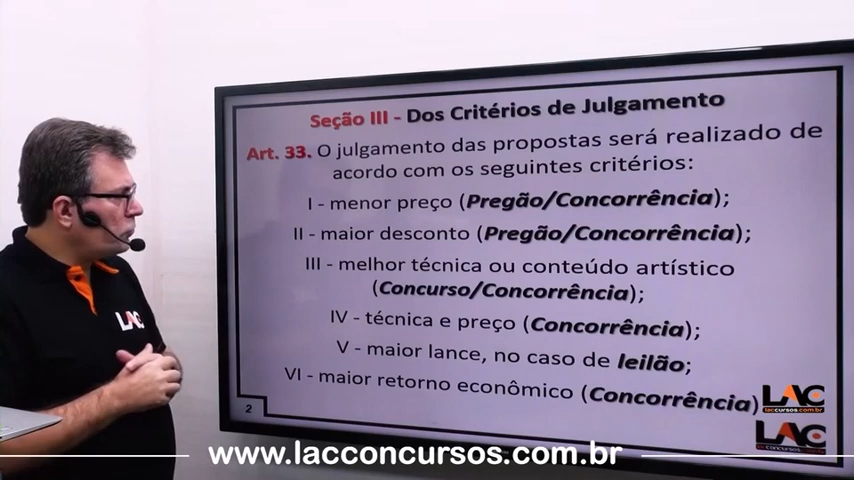 Seção III - Dos Critérios de Julgamento
Art. 33. O julgamento das propostas será realizado de
acordo com os seguintes critérios:
I - menor preço (Pregão/Concorrência);
II - maior desconto (Pregão/Concorrência);
III - melhor técnica ou conteúdo artístico
(Concurso/Concorrência);
IV - técnica e preço (Concorrência);
V - maior lance, no caso de leilão;
VI - maior retorno econômico (Concorrência)
2
LAC
LAC
laccursos.com.br
LAC
www.lacconcursos.com.br